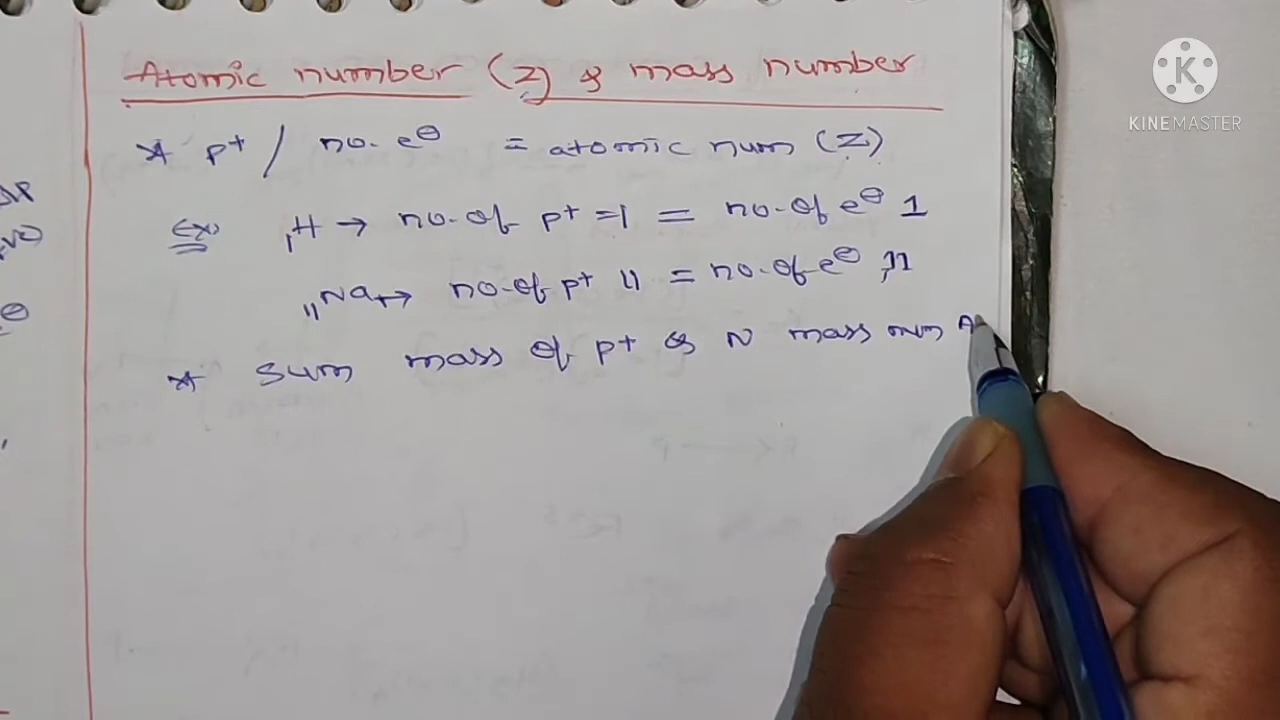 Atomic number (Z) & mass number
KINEMASTER
* p+ / no. e⊖ = atomic num (Z)
Ex) ₁H → no. of p+ = 1 = no. of e⊖ 1
₁₁Na → no. of p+ 11 = no. of e⊖ 11
* sum mass of p+ & N mass num A